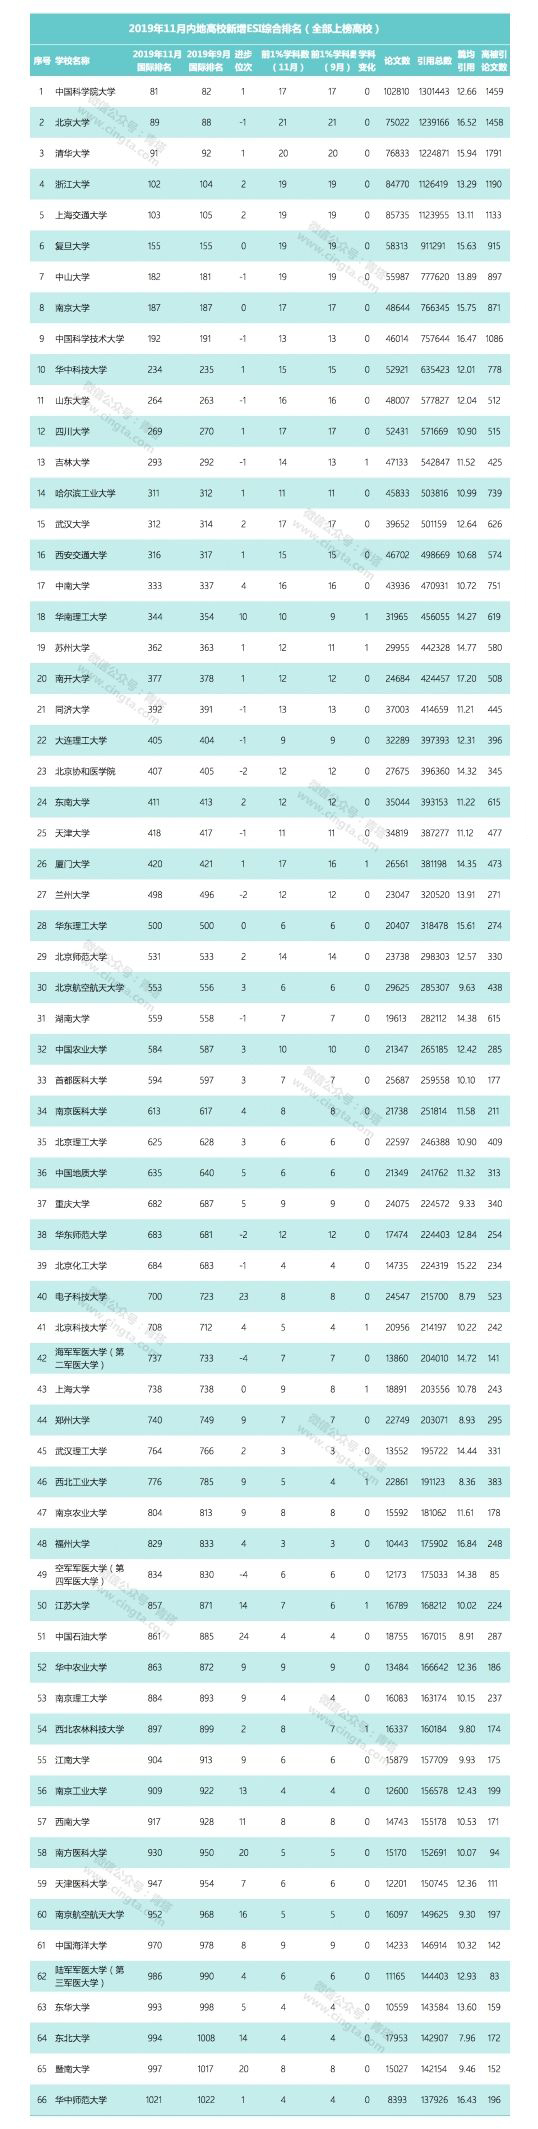 2019年11月内地高校新增ESI综合排名（全部上榜高校）
序号 学校名称 2019年11月国际排名 2019年9月国际排名 进步位次 前1%学科数（11月） 前1%学科数（9月） 学科变化 论文数 引用总数 篇均引用 高被引论文数
1 中国科学院大学 81 82 1 17 17 0 102810 1301443 12.66 1459
2 北京大学 89 88 -1 21 21 0 75022 1239166 16.52 1458
3 清华大学 91 92 1 20 20 0 76833 1224871 15.94 1791
4 浙江大学 102 104 2 19 19 0 84770 1126419 13.29 1190
5 上海交通大学 103 105 2 19 19 0 85735 1123955 13.11 1133
6 复旦大学 155 155 0 19 19 0 58313 911291 15.63 915
7 中山大学 182 181 -1 19 19 0 55987 777620 13.89 897
8 南京大学 187 187 0 17 17 0 48644 766345 15.75 871
9 中国科学技术大学 192 191 -1 13 13 0 46014 757644 16.47 1086
10 华中科技大学 234 235 1 15 15 0 52921 635423 12.01 778
11 山东大学 264 263 -1 16 16 0 48007 577827 12.04 512
12 四川大学 269 270 1 17 17 0 52431 571669 10.90 515
13 吉林大学 293 292 -1 14 13 1 47133 542847 11.52 425
14 哈尔滨工业大学 311 312 1 11 11 0 45833 503816 10.99 739
15 武汉大学 312 314 2 17 17 0 39652 501159 12.64 626
16 西安交通大学 316 317 1 15 15 0 46702 498669 10.68 574
17 中南大学 333 337 4 16 16 0 43936 470931 10.72 751
18 华南理工大学 344 354 10 10 9 1 31965 456055 14.27 619
19 苏州大学 362 363 1 12 11 1 29955 442328 14.77 580
20 南开大学 377 378 1 12 12 0 24684 424457 17.20 508
21 同济大学 392 391 -1 13 13 0 37003 414659 11.21 445
22 大连理工大学 405 404 -1 9 9 0 32289 397393 12.31 396
23 北京协和医学院 407 405 -2 12 12 0 27675 396360 14.32 345
24 东南大学 411 413 2 12 12 0 35044 393153 11.22 615
25 天津大学 418 417 -1 11 11 0 34819 387277 11.12 477
26 厦门大学 420 421 1 17 16 1 26561 381198 14.35 473
27 兰州大学 498 496 -2 12 12 0 23047 320520 13.91 271
28 华东理工大学 500 500 0 6 6 0 20407 318478 15.61 274
29 北京师范大学 531 533 2 14 14 0 23738 298303 12.57 330
30 北京航空航天大学 553 556 3 6 6 0 29625 285307 9.63 438
31 湖南大学 559 558 -1 7 7 0 19613 282112 14.38 615
32 中国农业大学 584 587 3 10 10 0 21347 265185 12.42 285
33 首都医科大学 594 597 3 7 7 0 25687 259558 10.10 177
34 南京医科大学 613 617 4 8 8 0 21738 251814 11.58 211
35 北京理工大学 625 628 3 6 6 0 22597 246388 10.90 409
36 中国地质大学 635 640 5 6 6 0 21349 241762 11.32 313
37 重庆大学 682 687 5 9 9 0 24075 224572 9.33 340
38 华东师范大学 683 681 -2 12 12 0 17474 224403 12.84 254
39 北京化工大学 684 683 -1 4 4 0 14735 224319 15.22 234
40 电子科技大学 700 723 23 8 8 0 24547 215700 8.79 523
41 北京科技大学 708 712 4 5 4 1 20956 214197 10.22 242
42 海军军医大学（第二军医大学） 737 733 -4 7 7 0 13860 204010 14.72 141
43 上海大学 738 738 0 9 8 1 18891 203556 10.78 243
44 郑州大学 740 749 9 7 7 0 22749 203071 8.93 295
45 武汉理工大学 764 766 2 3 3 0 13552 195722 14.44 331
46 西北工业大学 776 785 9 5 4 1 22861 191123 8.36 383
47 南京农业大学 804 813 9 8 8 0 15592 181062 11.61 178
48 福州大学 829 833 4 3 3 0 10443 175902 16.84 248
49 空军军医大学（第四军医大学） 834 830 -4 6 6 0 12173 175033 14.38 85
50 江苏大学 857 871 14 7 6 1 16789 168212 10.02 224
51 中国石油大学 861 885 24 4 4 0 18755 167015 8.91 287
52 华中农业大学 863 872 9 9 9 0 13484 166642 12.36 186
53 南京理工大学 884 893 9 4 4 0 16083 163174 10.15 237
54 西北农林科技大学 897 899 2 8 7 1 16337 160184 9.80 174
55 江南大学 904 913 9 6 6 0 15879 157709 9.93 175
56 南京工业大学 909 922 13 4 4 0 12600 156578 12.43 199
57 西南大学 917 928 11 8 8 0 14743 155178 10.53 171
58 南方医科大学 930 950 20 5 5 0 15170 152691 10.07 94
59 天津医科大学 947 954 7 6 6 0 12201 150745 12.36 111
60 南京航空航天大学 952 968 16 5 5 0 16097 149625 9.30 197
61 中国海洋大学 970 978 8 9 9 0 14233 146914 10.32 142
62 陆军军医大学（第三军医大学） 986 990 4 6 6 0 11165 144403 12.93 83
63 东华大学 993 998 5 4 4 0 10559 143584 13.60 159
64 东北大学 994 1008 14 4 4 0 17953 142907 7.96 172
65 暨南大学 997 1017 20 8 8 0 15027 142154 9.46 152
66 华中师范大学 1021 1022 1 4 4 0 8393 137926 16.43 196
微信公众号：青塔
www.cingta.com